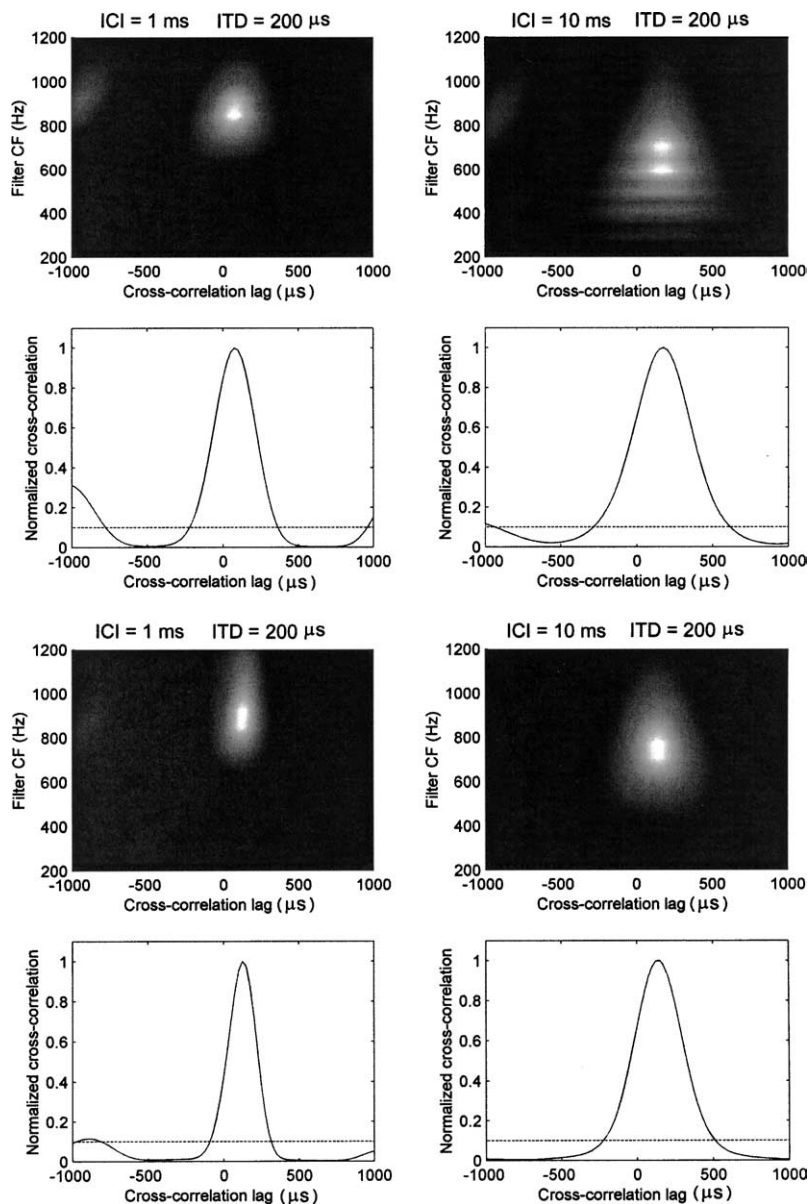 ICI = 1 ms ITD = 200 μs
1200
1000
800
600
400
200
Filter CF (Hz)
-1000 -500 0 500 1000
Cross-correlation lag (μs)
ICI = 10 ms ITD = 200 μs
1200
1000
800
600
400
200
Filter CF (Hz)
-1000 -500 0 500 1000
Cross-correlation lag (μs)
1
0.8
0.6
0.4
0.2
0
Normalized cross-correlation
-1000 -500 0 500 1000
Cross-correlation lag (μs)
1
0.8
0.6
0.4
0.2
0
Normalized cross-correlation
-1000 -500 0 500 1000
Cross-correlation lag (μs)
ICI = 1 ms ITD = 200 μs
1200
1000
800
600
400
200
Filter CF (Hz)
-1000 -500 0 500 1000
Cross-correlation lag (μs)
ICI = 10 ms ITD = 200 μs
1200
1000
800
600
400
200
Filter CF (Hz)
-1000 -500 0 500 1000
Cross-correlation lag (μs)
1
0.8
0.6
0.4
0.2
0
Normalized cross-correlation
-1000 -500 0 500 1000
Cross-correlation lag (μs)
1
0.8
0.6
0.4
0.2
0
Normalized cross-correlation
-1000 -500 0 500 1000
Cross-correlation lag (μs)